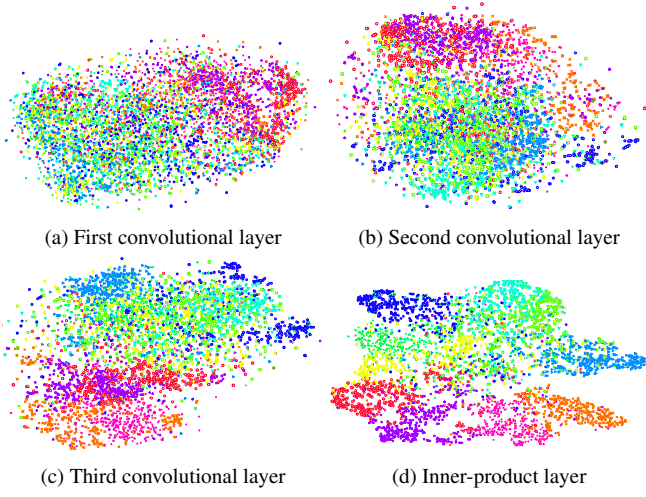 (a) First convolutional layer
(b) Second convolutional layer
(c) Third convolutional layer
(d) Inner-product layer